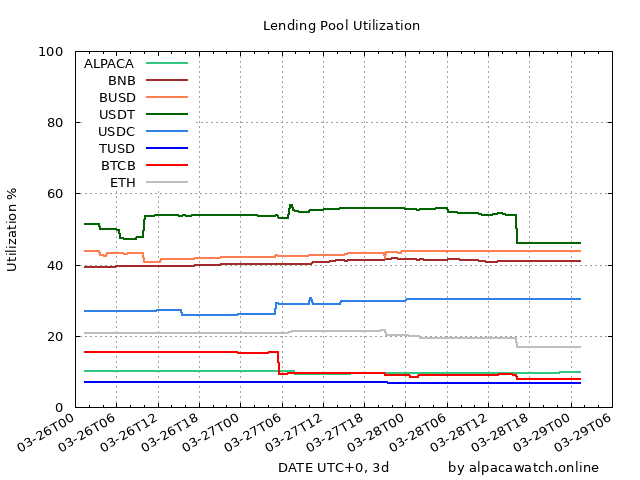 Lending Pool Utilization
100
80
60
40
20
0
Utilization %
ALPACA
BNB
BUSD
USDT
USDC
TUSD
BTCB
ETH
03-26T00
03-26T06
03-26T12
03-26T18
03-27T00
03-27T06
03-27T12
03-27T18
03-28T00
03-28T06
03-28T12
03-28T18
03-29T00
03-29T06
DATE UTC+0, 3d
by alpacawatch.online